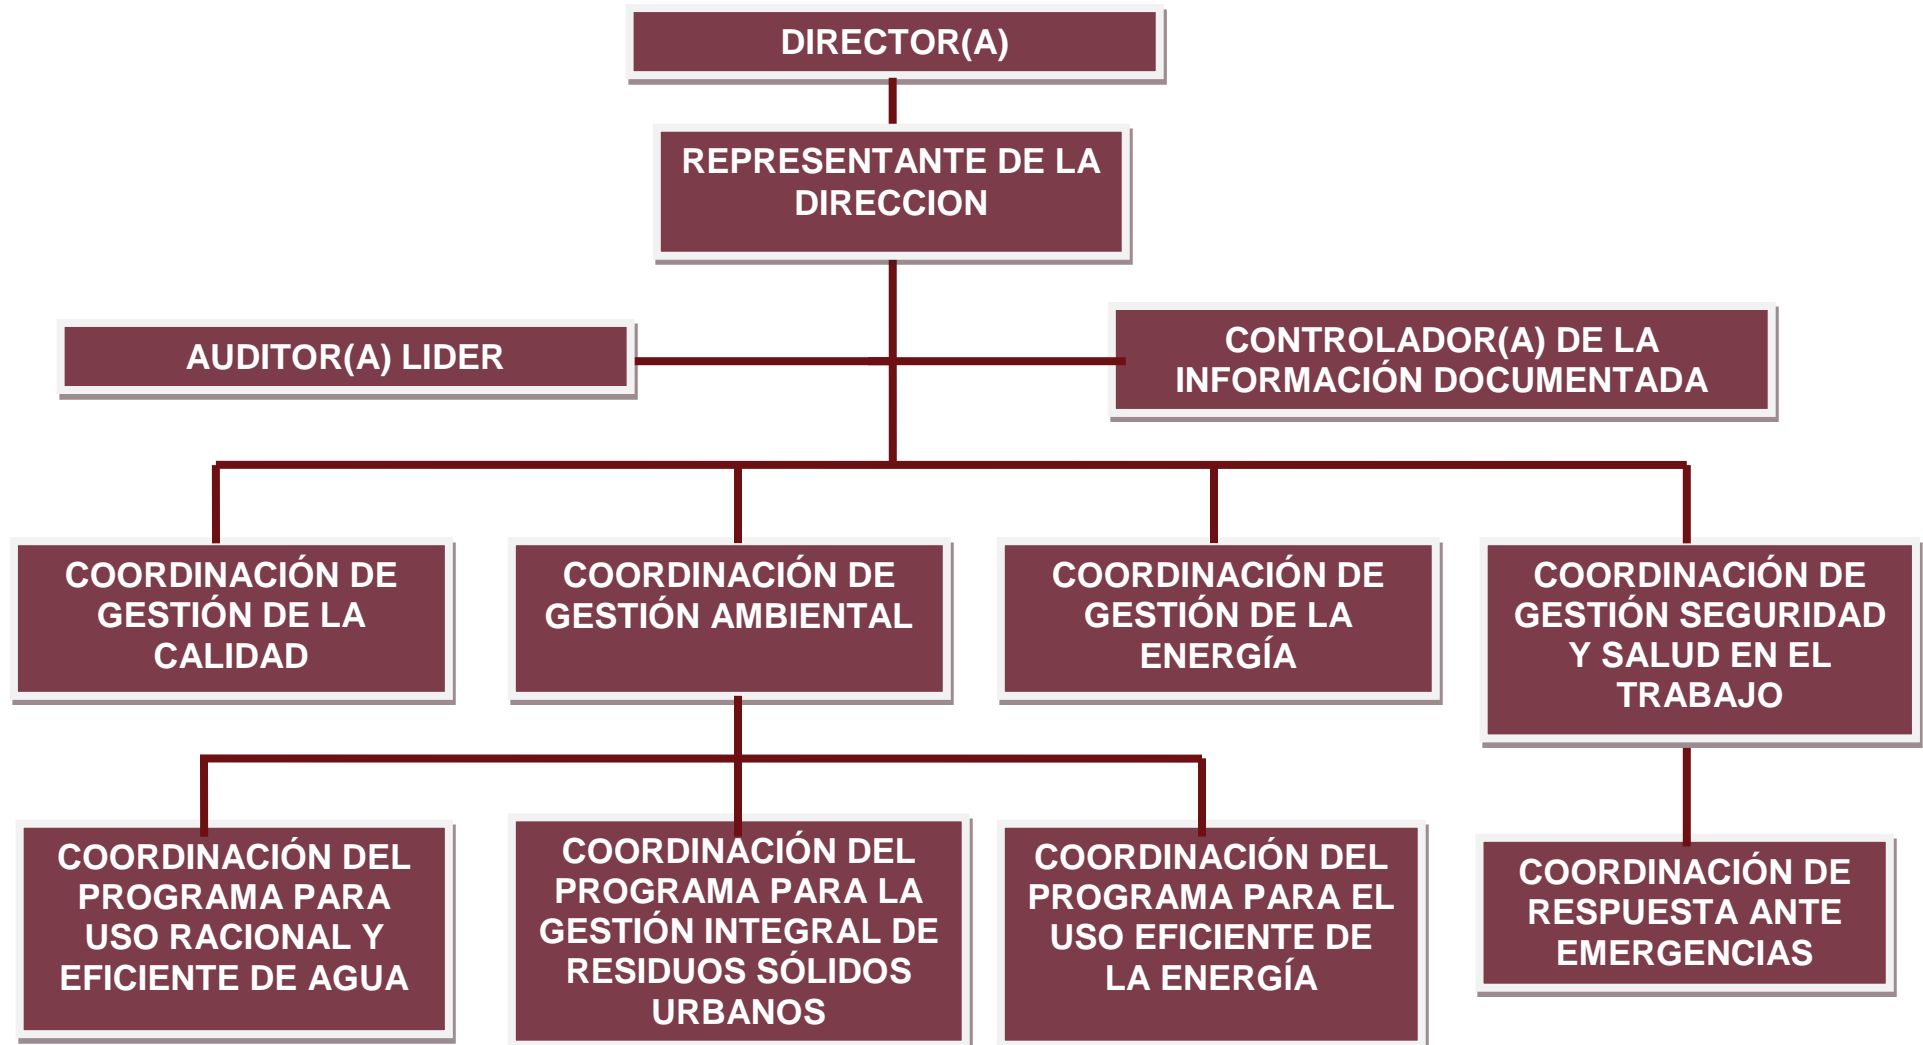 DIRECTOR(A)
REPRESENTANTE DE LA
DIRECCION
AUDITOR(A) LIDER
CONTROLADOR(A) DE LA
INFORMACIÓN DOCUMENTADA
COORDINACIÓN DE
GESTIÓN DE LA
CALIDAD
COORDINACIÓN DE
GESTIÓN AMBIENTAL
COORDINACIÓN DE
GESTIÓN DE LA
ENERGÍA
COORDINACIÓN DE
GESTIÓN SEGURIDAD
Y SALUD EN EL
TRABAJO
COORDINACIÓN DEL
PROGRAMA PARA
USO RACIONAL Y
EFICIENTE DE AGUA
COORDINACIÓN DEL
PROGRAMA PARA LA
GESTIÓN INTEGRAL DE
RESIDUOS SÓLIDOS
URBANOS
COORDINACIÓN DEL
PROGRAMA PARA EL
USO EFICIENTE DE
LA ENERGÍA
COORDINACIÓN DE
RESPUESTA ANTE
EMERGENCIAS